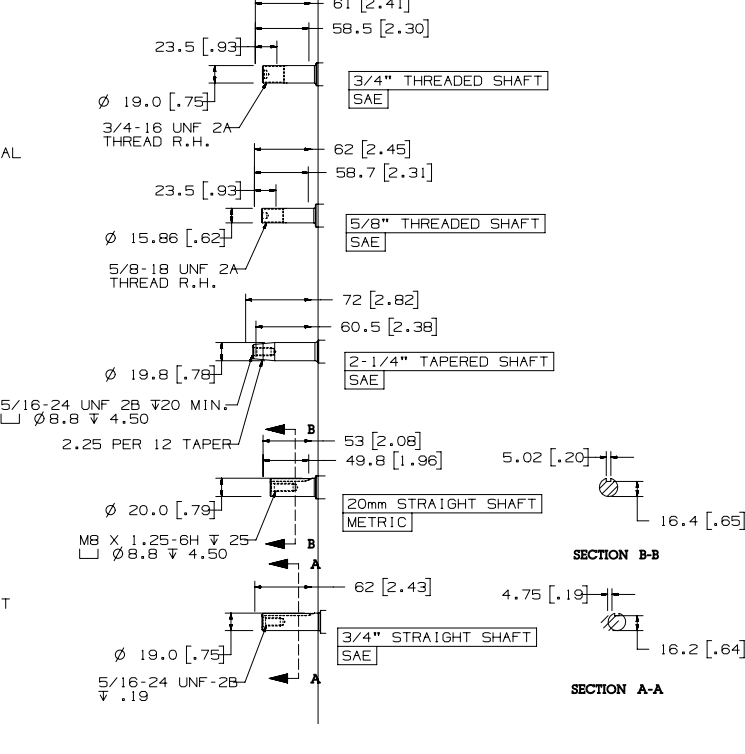 61 [2.41]
58.5 [2.30]
23.5 [.93]
3/4" THREADED SHAFT
SAE
Ø 19.0 [.75]
3/4-16 UNF 2A
THREAD R.H.
AL
62 [2.45]
58.7 [2.31]
23.5 [.93]
5/8" THREADED SHAFT
SAE
Ø 15.86 [.62]
5/8-18 UNF 2A
THREAD R.H.
72 [2.82]
60.5 [2.38]
2-1/4" TAPERED SHAFT
SAE
Ø 19.8 [.78]
5/16-24 UNF 2B ↧20 MIN.
⌴ Ø8.8 ↧ 4.50
2.25 PER 12 TAPER
B
53 [2.08]
49.8 [1.96]
5.02 [.20]
20mm STRAIGHT SHAFT
METRIC
Ø 20.0 [.79]
16.4 [.65]
M8 X 1.25-6H ↧ 25
⌴ Ø8.8 ↧ 4.50
B
SECTION B-B
A
62 [2.43]
4.75 [.19]
T
3/4" STRAIGHT SHAFT
SAE
Ø 19.0 [.75]
16.2 [.64]
5/16-24 UNF-2B
↧ .19
A
SECTION A-A